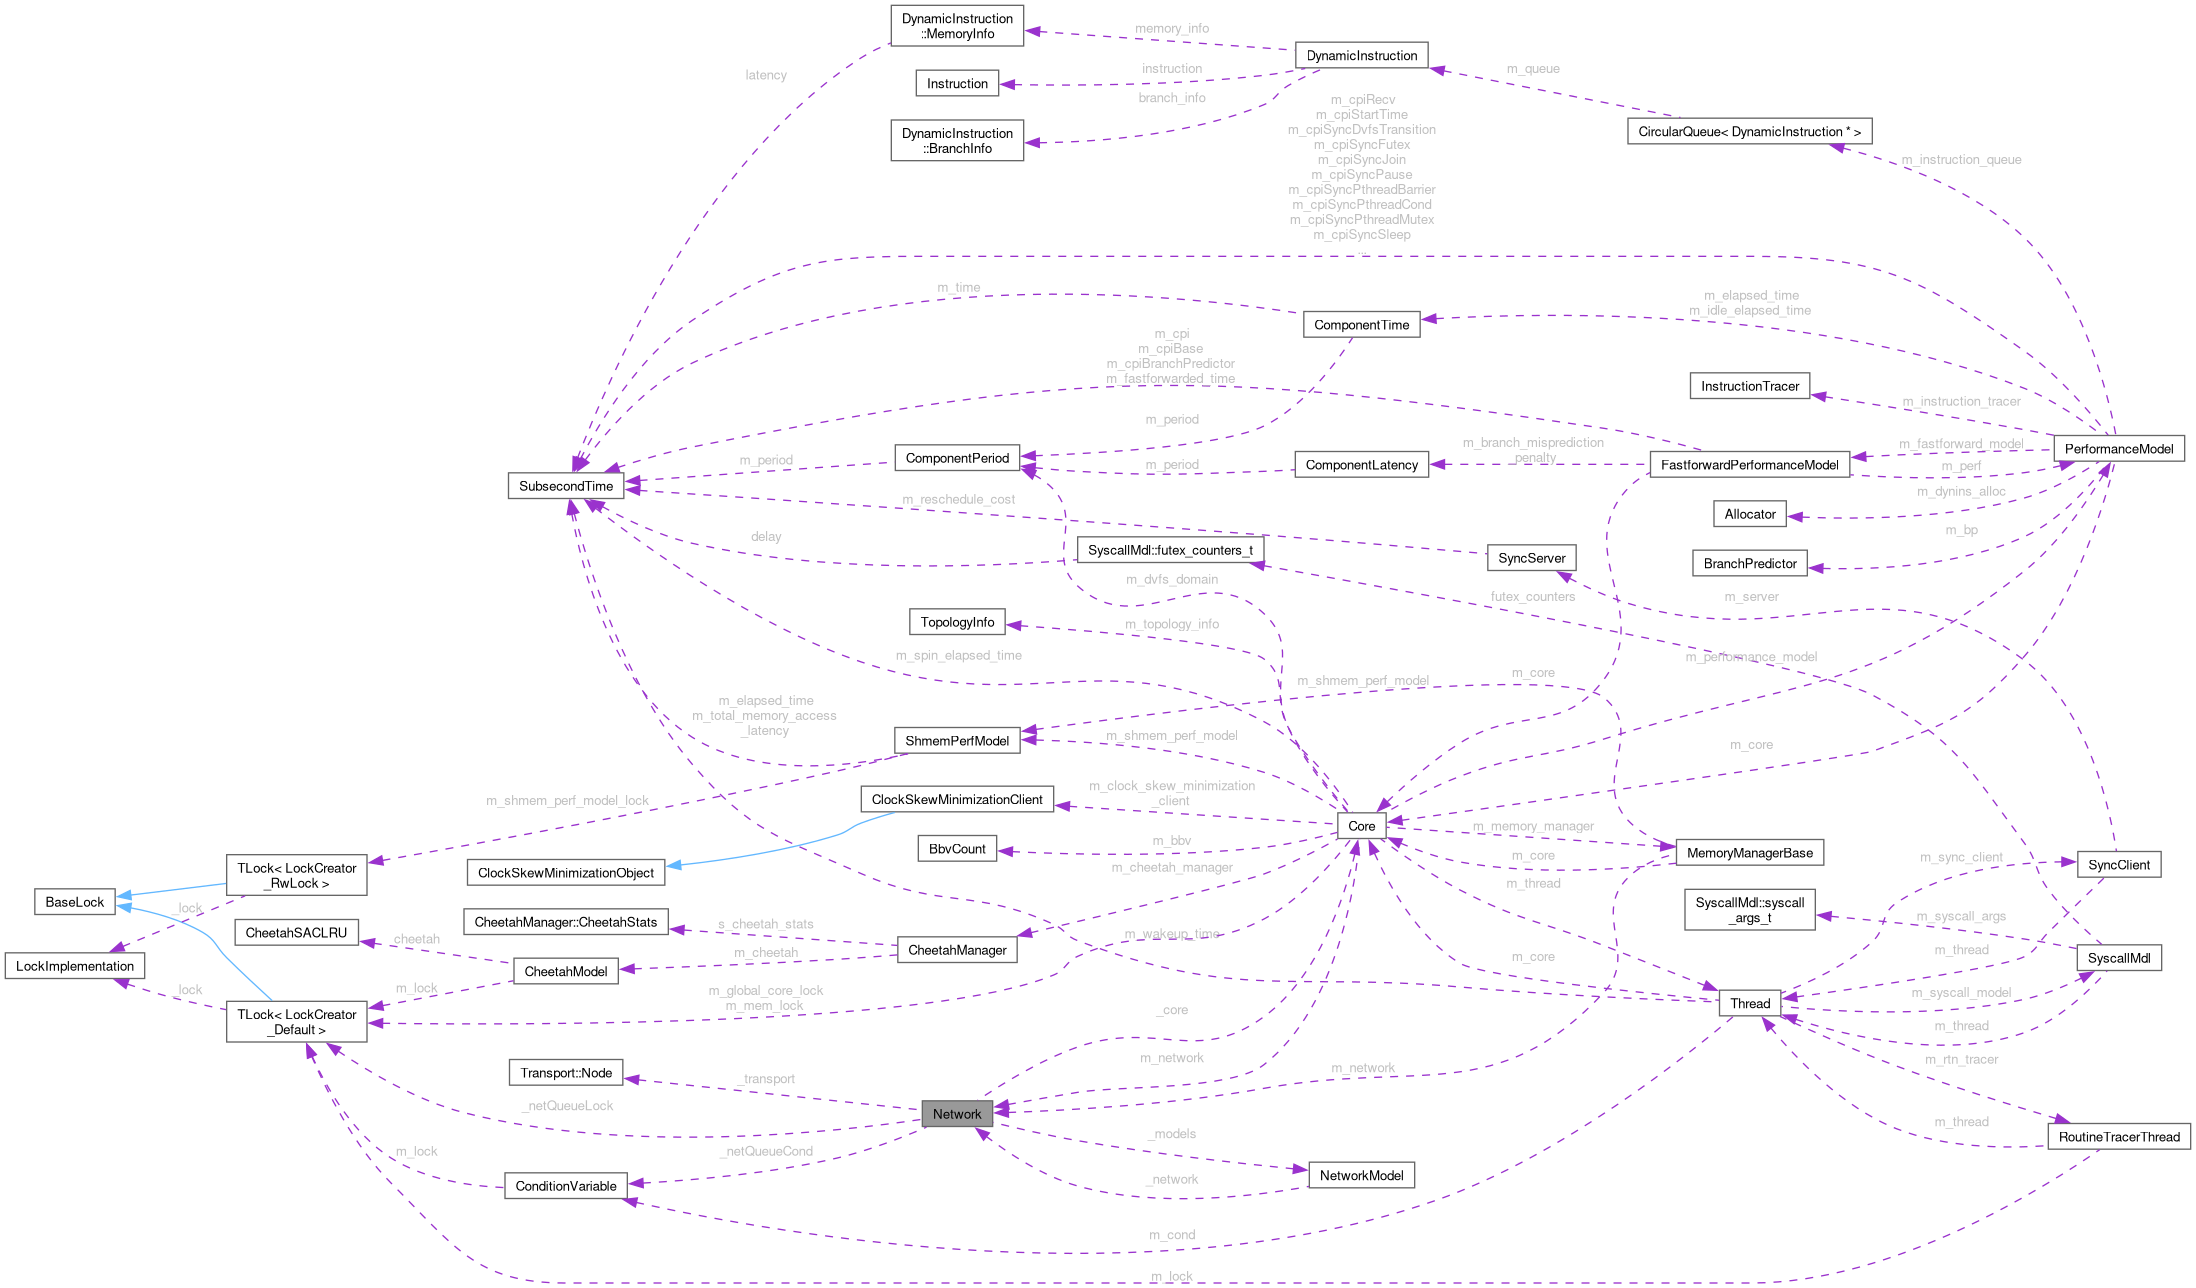 DynamicInstruction
::MemoryInfo
memory_info
DynamicInstruction
latency
Instruction
instruction
m_queue
branch_info
m_cpiRecv
m_cpiStartTime
m_cpiSyncDvfsTransition
m_cpiSyncFutex
m_cpiSyncJoin
m_cpiSyncPause
m_cpiSyncPthreadBarrier
m_cpiSyncPthreadCond
m_cpiSyncPthreadMutex
m_cpiSyncSleep
...
DynamicInstruction
::BranchInfo
CircularQueue< DynamicInstruction * >
m_instruction_queue
m_time
m_elapsed_time
m_idle_elapsed_time
ComponentTime
m_cpi
m_cpiBase
m_cpiBranchPredictor
m_fastforwarded_time
InstructionTracer
m_instruction_tracer
m_period
m_branch_misprediction
_penalty
m_fastforward_model
PerformanceModel
ComponentPeriod
m_period
m_period
ComponentLatency
FastforwardPerformanceModel
m_perf
SubsecondTime
m_reschedule_cost
m_dynins_alloc
Allocator
delay
SyscallMdl::futex_counters_t
SyncServer
m_bp
BranchPredictor
m_dvfs_domain
futex_counters
m_server
TopologyInfo
m_topology_info
m_spin_elapsed_time
m_performance_model
m_shmem_perf_model
m_core
m_elapsed_time
m_total_memory_access
_latency
ShmemPerfModel
m_shmem_perf_model
m_core
m_shmem_perf_model_lock
ClockSkewMinimizationClient
m_clock_skew_minimization
_client
Core
m_memory_manager
BbvCount
m_bbv
MemoryManagerBase
m_core
m_sync_client
SyncClient
TLock< LockCreator
_RwLock >
ClockSkewMinimizationObject
m_cheetah_manager
m_thread
BaseLock
_lock
SyscallMdl::syscall
_args_t
m_syscall_args
CheetahManager::CheetahStats
s_cheetah_stats
CheetahSACLRU
cheetah
m_wakeup_time
CheetahManager
m_cheetah
m_core
m_thread
SyscallMdl
LockImplementation
CheetahModel
_lock
m_lock
m_global_core_lock
m_mem_lock
Thread
m_syscall_model
TLock< LockCreator
_Default >
_core
m_thread
Transport::Node
_transport
m_network
m_network
m_rtn_tracer
_netQueueLock
Network
m_thread
RoutineTracerThread
_models
m_lock
_netQueueCond
ConditionVariable
_network
NetworkModel
m_cond
m_lock